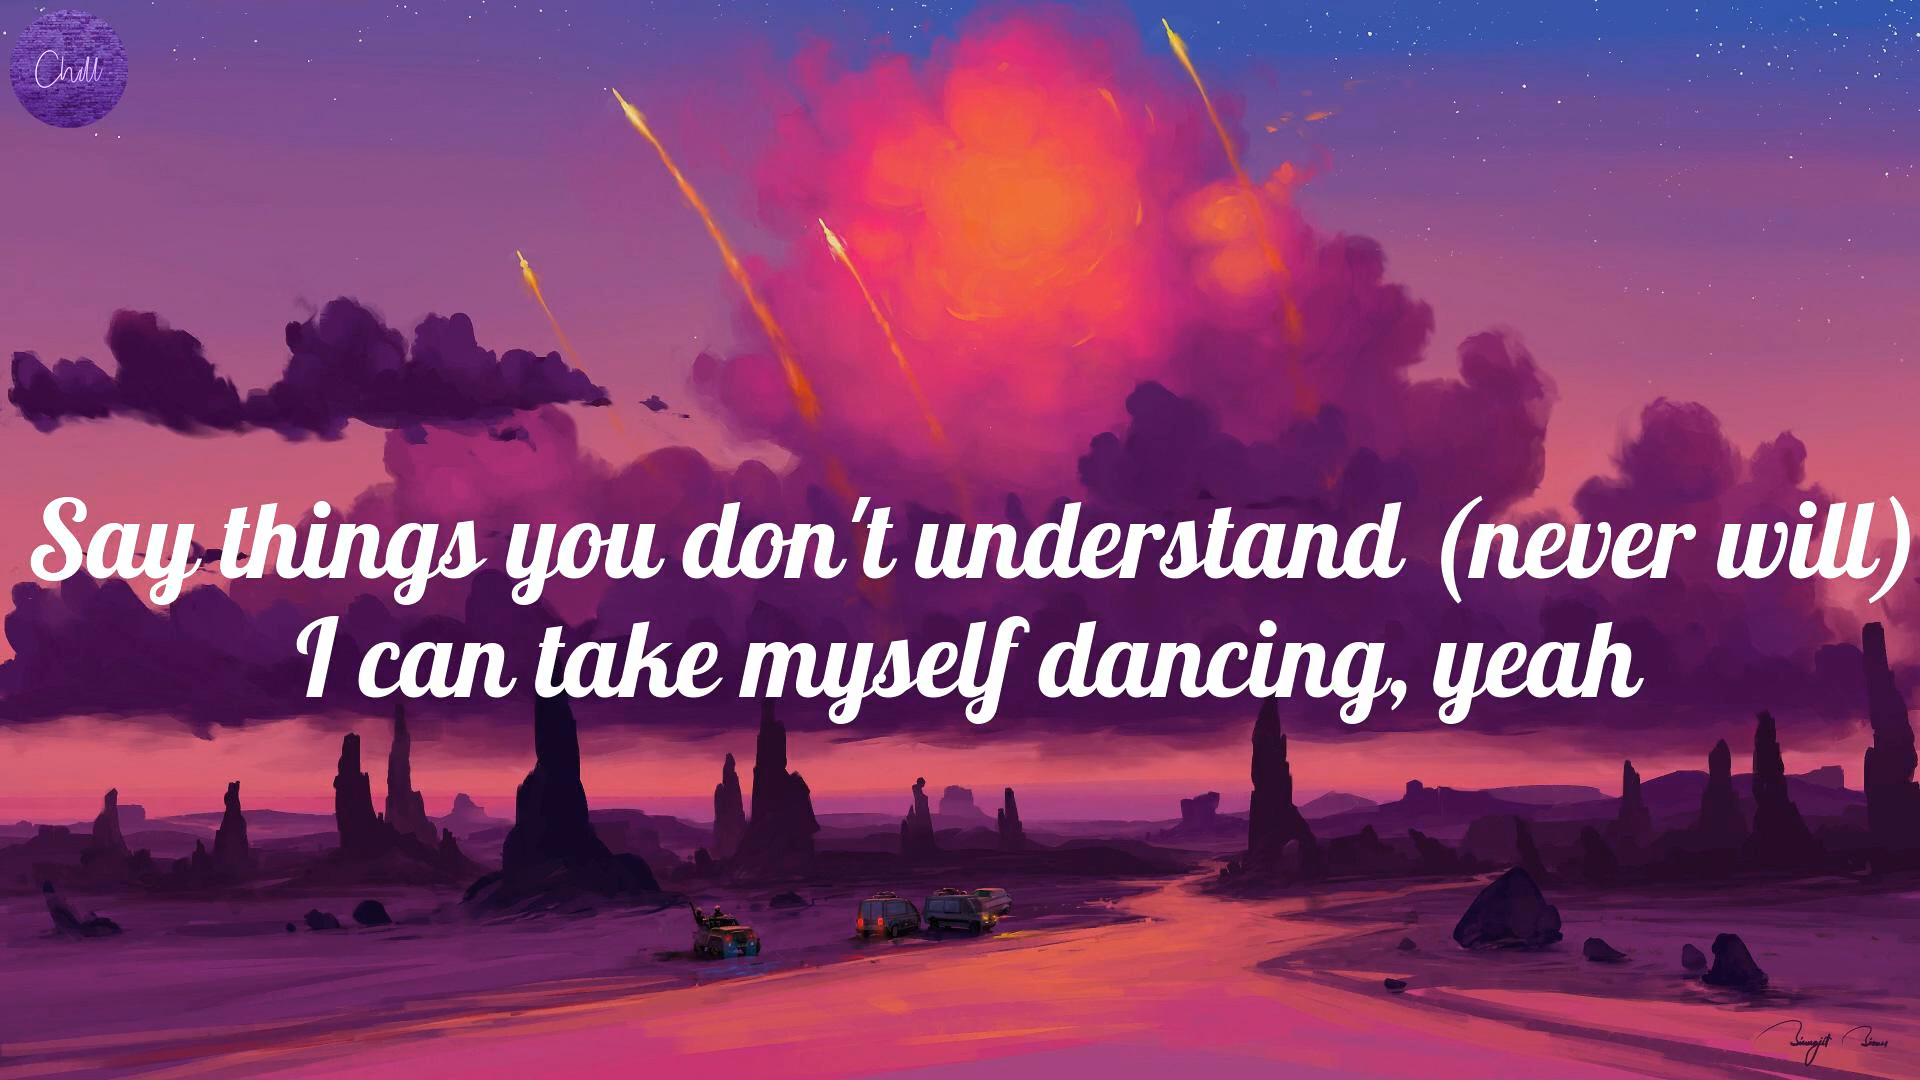 Chill
Say things you don't understand (never will)
I can take myself dancing, yeah